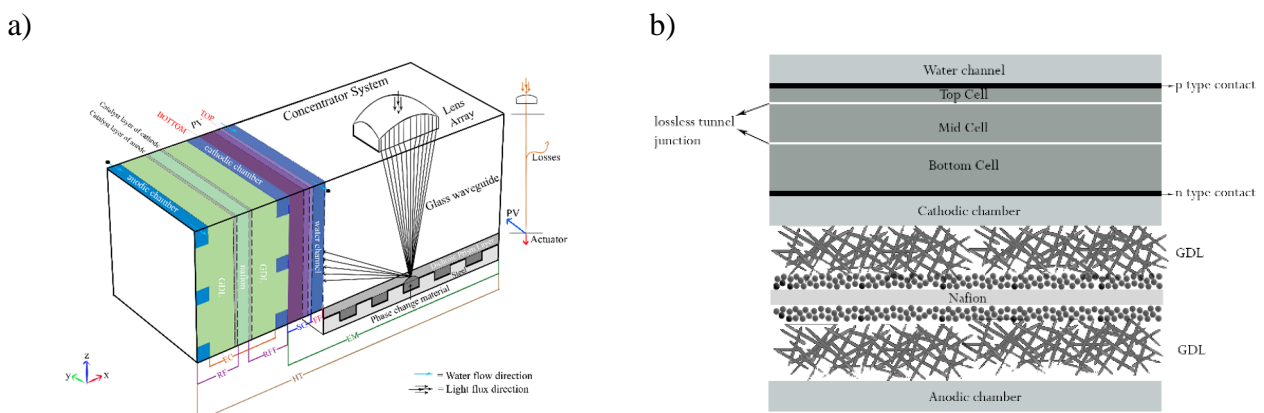 a)
Concentrator System
Lens
Array
Losses
Glass waveguide
PV
Actuator
TOP
PV
BOTTOM
Catalyst layer of cathode
Catalyst layer of anode
cathodic chamber
anodic chamber
water channel
GDL
nafion
GDL
Steel
Phase change material
EC
RF
RFF
SC
FF
EM
HT
z
y
x
= Water flow direction
= Light flux direction
b)
Water channel
p type contact
Top Cell
lossless tunnel
junction
Mid Cell
Bottom Cell
n type contact
Cathodic chamber
GDL
Nafion
GDL
Anodic chamber